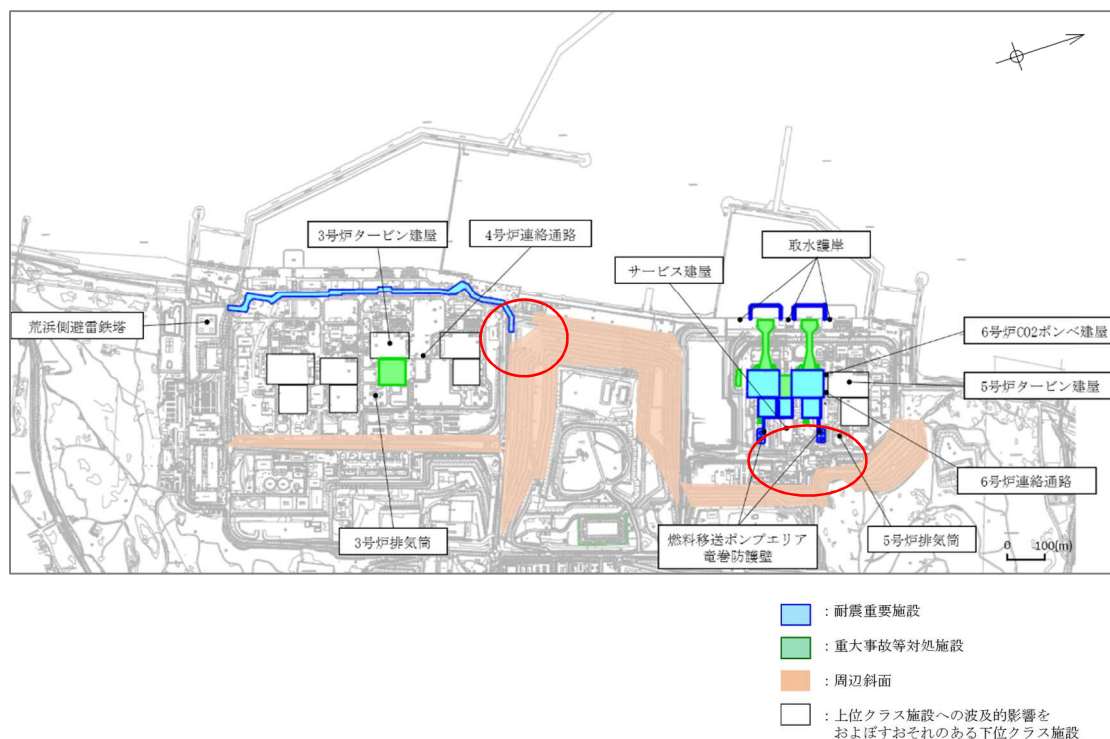 3号炉タービン建屋
4号炉連絡通路
取水護岸
サービス建屋
荒浜側避雷鉄塔
6号炉CO2ボンベ建屋
5号炉タービン建屋
6号炉連絡通路
3号炉排気筒
燃料移送ポンプエリア
竜巻防護壁
5号炉排気筒
0 100(m)
：耐震重要施設
：重大事故等対処施設
：周辺斜面
：上位クラス施設への波及的影響を
およぼすおそれのある下位クラス施設